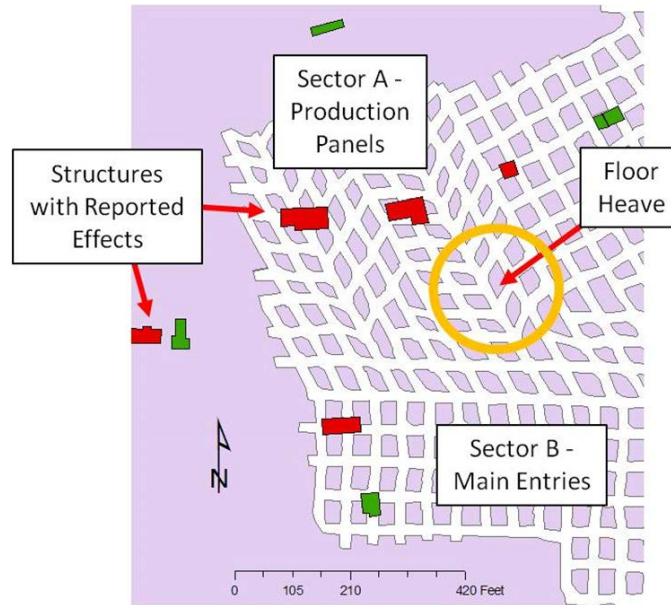 Sector A -
Production
Panels
Structures
with Reported
Effects
Floor
Heave
Sector B -
Main Entries
N
0 105 210 420 Feet